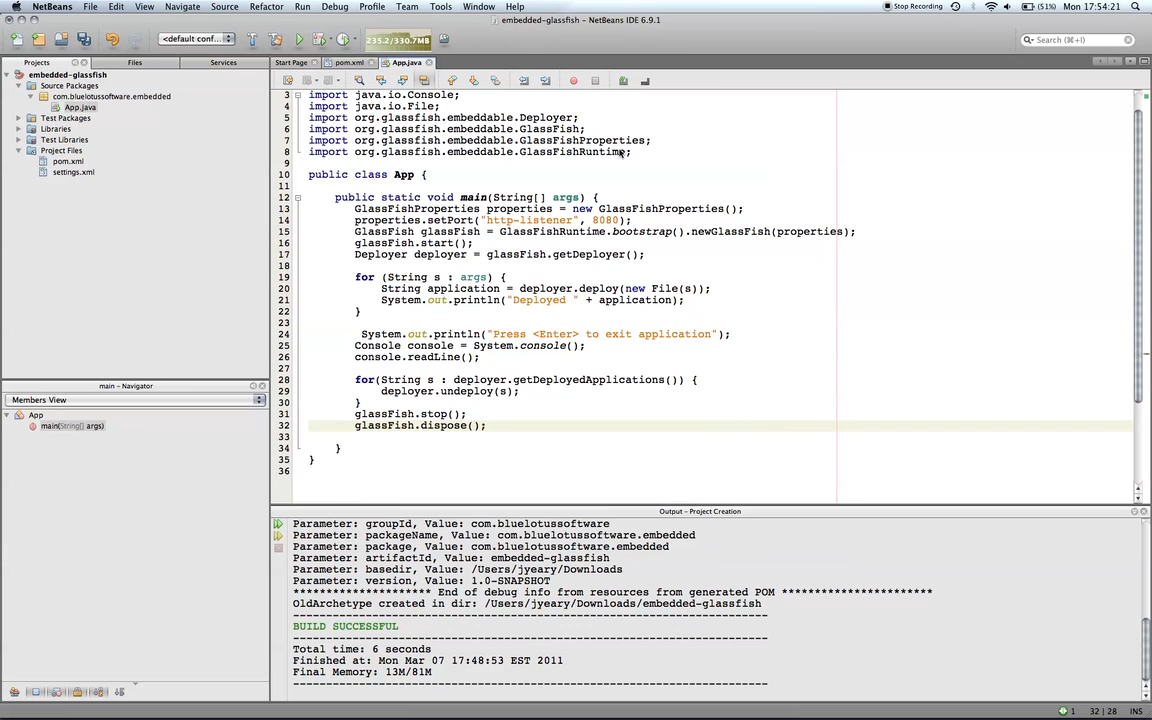 NetBeans File Edit View Navigate Source Refactor Run Debug Profile Team Tools Window Help Stop Recording (51%) Mon 17:54:21
embedded-glassfish - NetBeans IDE 6.9.1
<default conf... 235.2/330.7MB Search (⌘+I)
Projects Files Services
Start Page pom.xml App.java
embedded-glassfish
Source Packages
com.bluelotussoftware.embedded
App.java
Test Packages
Libraries
Test Libraries
Project Files
pom.xml
settings.xml
3 import java.io.Console;
4 import java.io.File;
5 import org.glassfish.embeddable.Deployer;
6 import org.glassfish.embeddable.GlassFish;
7 import org.glassfish.embeddable.GlassFishProperties;
8 import org.glassfish.embeddable.GlassFishRuntime;
9
10 public class App {
11
12 public static void main(String[] args) {
13 GlassFishProperties properties = new GlassFishProperties();
14 properties.setPort("http-listener", 8080);
15 GlassFish glassFish = GlassFishRuntime.bootstrap().newGlassFish(properties);
16 glassFish.start();
17 Deployer deployer = glassFish.getDeployer();
18
19 for (String s : args) {
20 String application = deployer.deploy(new File(s));
21 System.out.println("Deployed " + application);
22 }
23
24 System.out.println("Press <Enter> to exit application");
25 Console console = System.console();
26 console.readLine();
27
28 for(String s : deployer.getDeployedApplications()) {
29 deployer.undeploy(s);
30 }
31 glassFish.stop();
32 glassFish.dispose();
33
34 }
35 }
36
main - Navigator
Members View
App
main(String[] args)
Output - Project Creation
Parameter: groupId, Value: com.bluelotussoftware
Parameter: packageName, Value: com.bluelotussoftware.embedded
Parameter: package, Value: com.bluelotussoftware.embedded
Parameter: artifactId, Value: embedded-glassfish
Parameter: basedir, Value: /Users/jyeary/Downloads
Parameter: version, Value: 1.0-SNAPSHOT
********************* End of debug info from resources from generated POM ***********************
OldArchetype created in dir: /Users/jyeary/Downloads/embedded-glassfish
------------------------------------------------------------------------
BUILD SUCCESSFUL
------------------------------------------------------------------------
Total time: 6 seconds
Finished at: Mon Mar 07 17:48:53 EST 2011
Final Memory: 13M/81M
------------------------------------------------------------------------
1 32 | 28 INS